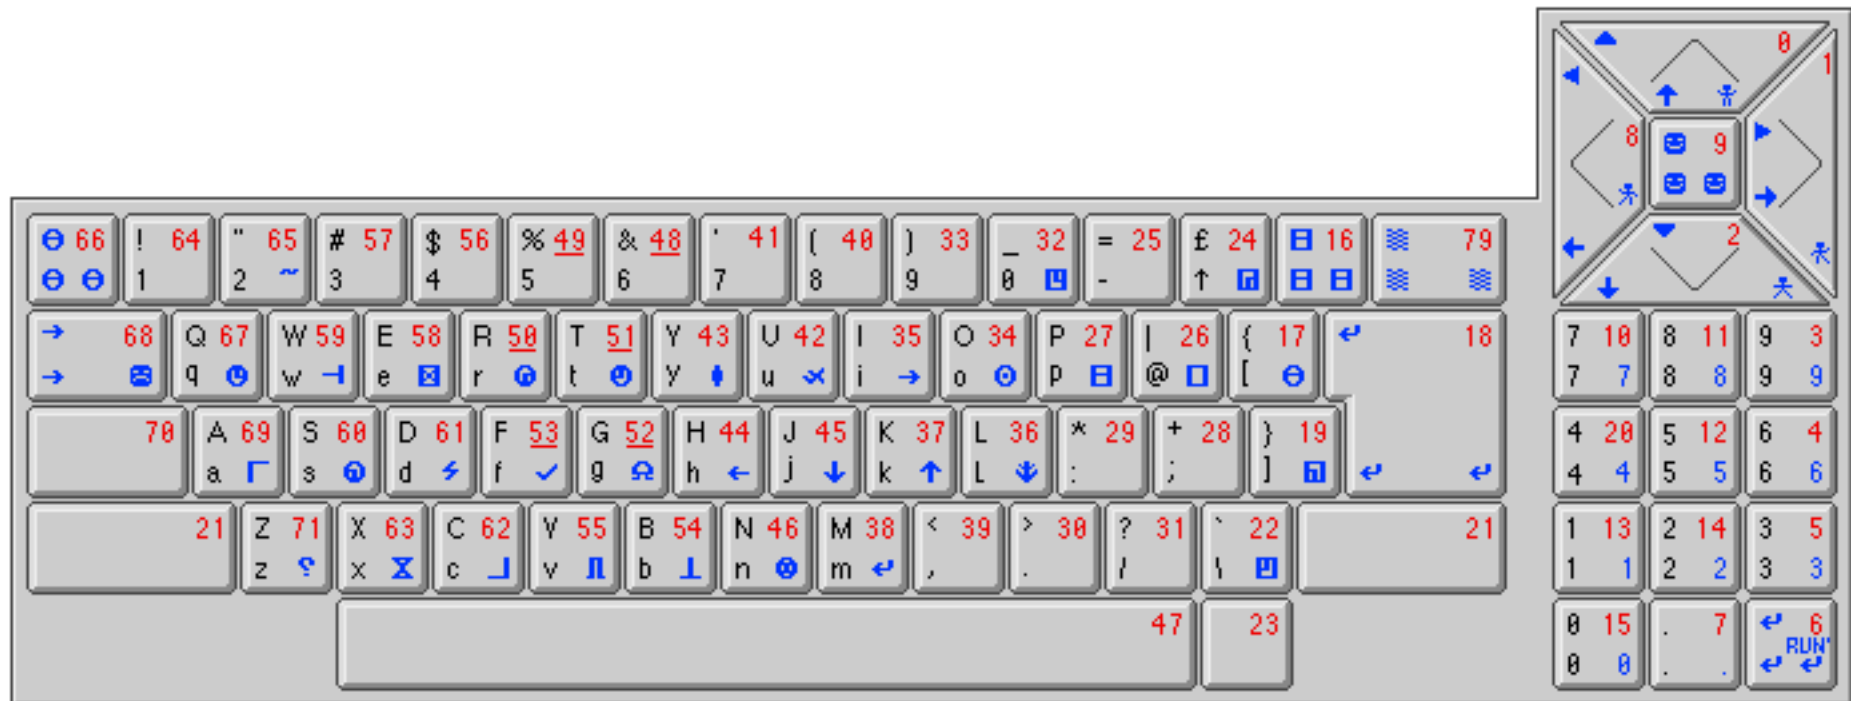 0
1
8 9
2
66 ! 64 " 65 # 57 $ 56 % 49 & 48 ' 41 ( 40 ) 33 _ 32 = 25 £ 24 16 79
1 2 ~ 3 4 5 6 7 8 9 0 - ↑
→ 68 Q 67 W 59 E 58 R 50 T 51 Y 43 U 42 I 35 O 34 P 27 | 26 { 17 ↵ 18 7 10 8 11 9 3
→ q w e r t y u i → o p @ [ 7 7 8 8 9 9
70 A 69 S 60 D 61 F 53 G 52 H 44 J 45 K 37 L 36 * 29 + 28 } 19 4 20 5 12 6 4
a s d f ✓ g Ω h ← j ↓ k ↑ L : ; ] ↵ ↵ 4 4 5 5 6 6
21 Z 71 X 63 C 62 V 55 B 54 N 46 M 38 < 39 > 30 ? 31 ` 22 21 1 13 2 14 3 5
z x c v b n m ↵ , . / \ 1 1 2 2 3 3
47 23 0 15 . 7 ↵ 6
RUN"
0 0 . . ↵ ↵